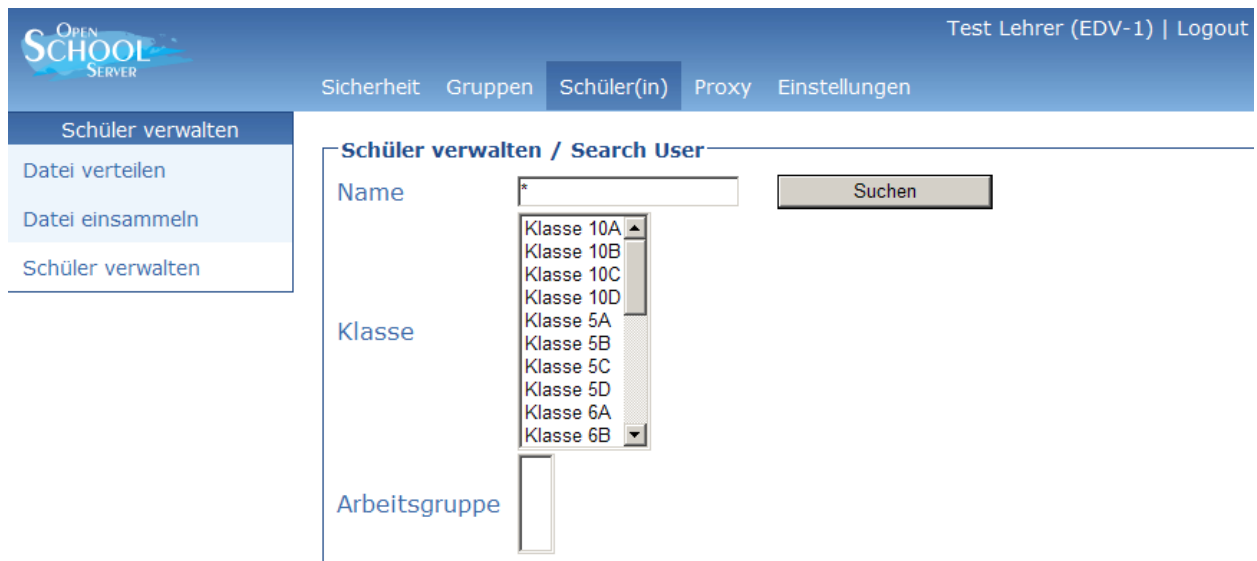 OPEN
SCHOOL
SERVER
Test Lehrer (EDV-1) | Logout
Sicherheit Gruppen Schüler(in) Proxy Einstellungen
Schüler verwalten
Datei verteilen
Datei einsammeln
Schüler verwalten
Schüler verwalten / Search User
Name * Suchen
Klasse
Klasse 10A
Klasse 10B
Klasse 10C
Klasse 10D
Klasse 5A
Klasse 5B
Klasse 5C
Klasse 5D
Klasse 6A
Klasse 6B
Arbeitsgruppe